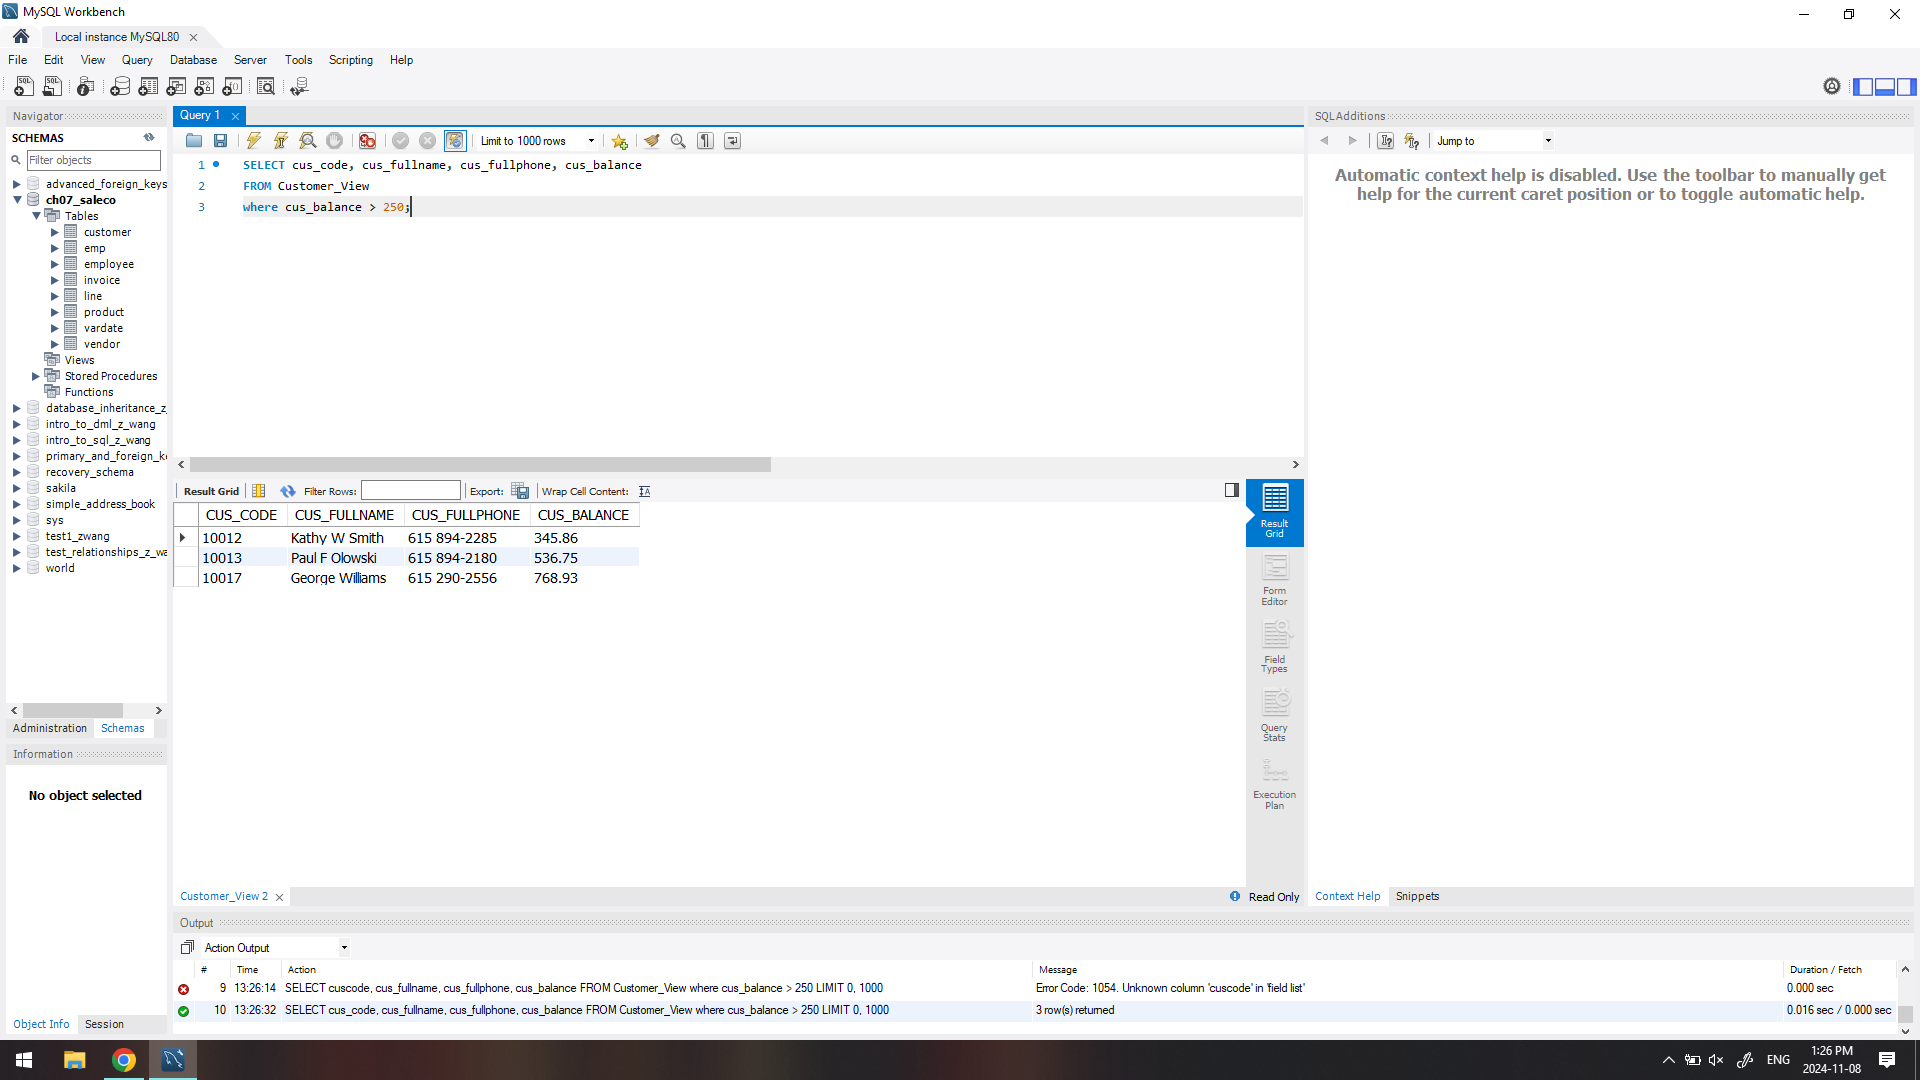 MySQL Workbench
Local instance MySQL80
File Edit View Query Database Server Tools Scripting Help
Navigator
SCHEMAS
Filter objects
advanced_foreign_keys
ch07_saleco
Tables
customer
emp
employee
invoice
line
product
vardate
vendor
Views
Stored Procedures
Functions
database_inheritance_z_
intro_to_dml_z_wang
intro_to_sql_z_wang
primary_and_foreign_k
recovery_schema
sakila
simple_address_book
sys
test1_zwang
test_relationships_z_wa
world
Administration Schemas
Information
No object selected
Object Info Session
Query 1
Limit to 1000 rows
1 SELECT cus_code, cus_fullname, cus_fullphone, cus_balance
2 FROM Customer_View
3 where cus_balance > 250;
Result Grid Filter Rows: Export: Wrap Cell Content:
CUS_CODE CUS_FULLNAME CUS_FULLPHONE CUS_BALANCE
10012 Kathy W Smith 615 894-2285 345.86
10013 Paul F Olowski 615 894-2180 536.75
10017 George Williams 615 290-2556 768.93
Result
Grid
Form
Editor
Field
Types
Query
Stats
Execution
Plan
Customer_View 2
Read Only
SQLAdditions
Jump to
Automatic context help is disabled. Use the toolbar to manually get
help for the current caret position or to toggle automatic help.
Context Help Snippets
Output
Action Output
# Time Action Message Duration / Fetch
9 13:26:14 SELECT cuscode, cus_fullname, cus_fullphone, cus_balance FROM Customer_View where cus_balance > 250 LIMIT 0, 1000 Error Code: 1054. Unknown column 'cuscode' in 'field list' 0.000 sec
10 13:26:32 SELECT cus_code, cus_fullname, cus_fullphone, cus_balance FROM Customer_View where cus_balance > 250 LIMIT 0, 1000 3 row(s) returned 0.016 sec / 0.000 sec
ENG
1:26 PM
2024-11-08